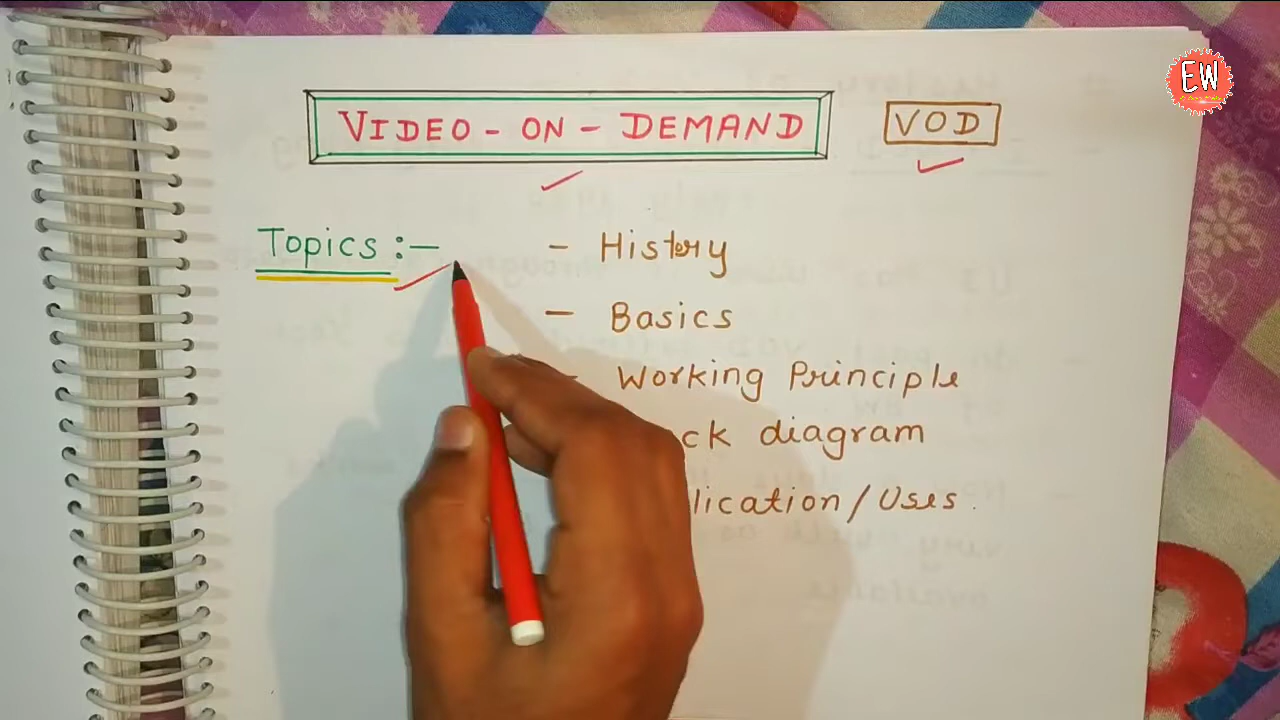 VIDEO - ON - DEMAND VOD
Topics :- - History
- Basics
- Working Principle
ck diagram
lication/Uses.
EW